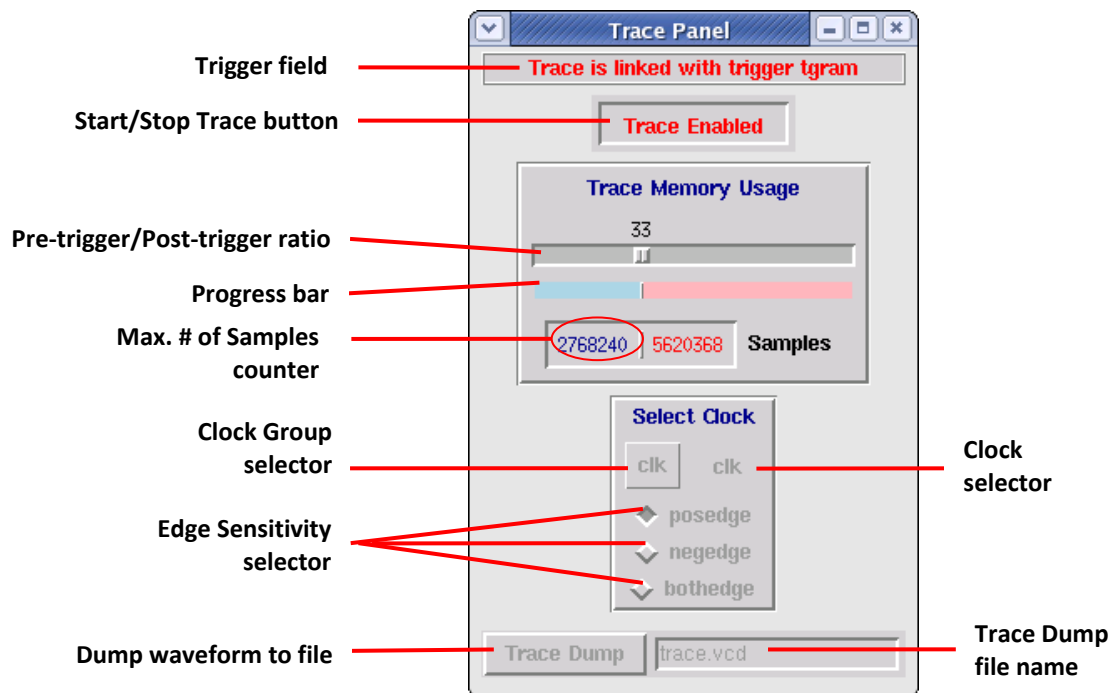 Trace Panel
Trigger field
Trace is linked with trigger tgram
Start/Stop Trace button
Trace Enabled
Trace Memory Usage
33
Pre-trigger/Post-trigger ratio
Progress bar
Max. # of Samples
counter
2768240 5620368 Samples
Select Clock
Clock Group
selector
clk clk
Clock
selector
Edge Sensitivity
selector
posedge
negedge
bothedge
Dump waveform to file
Trace Dump trace.vcd
Trace Dump
file name